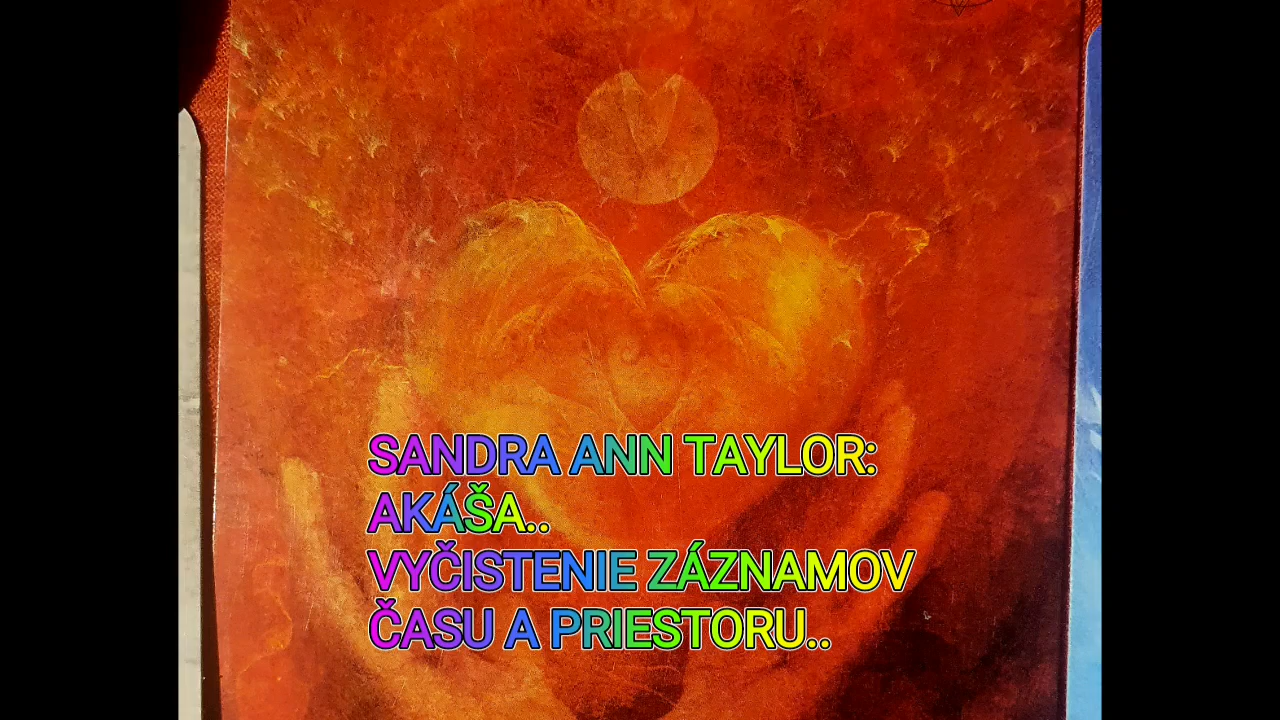 SANDRA ANN TAYLOR:
AKÁŠA..
VYČISTENIE ZÁZNAMOV
ČASU A PRIESTORU..